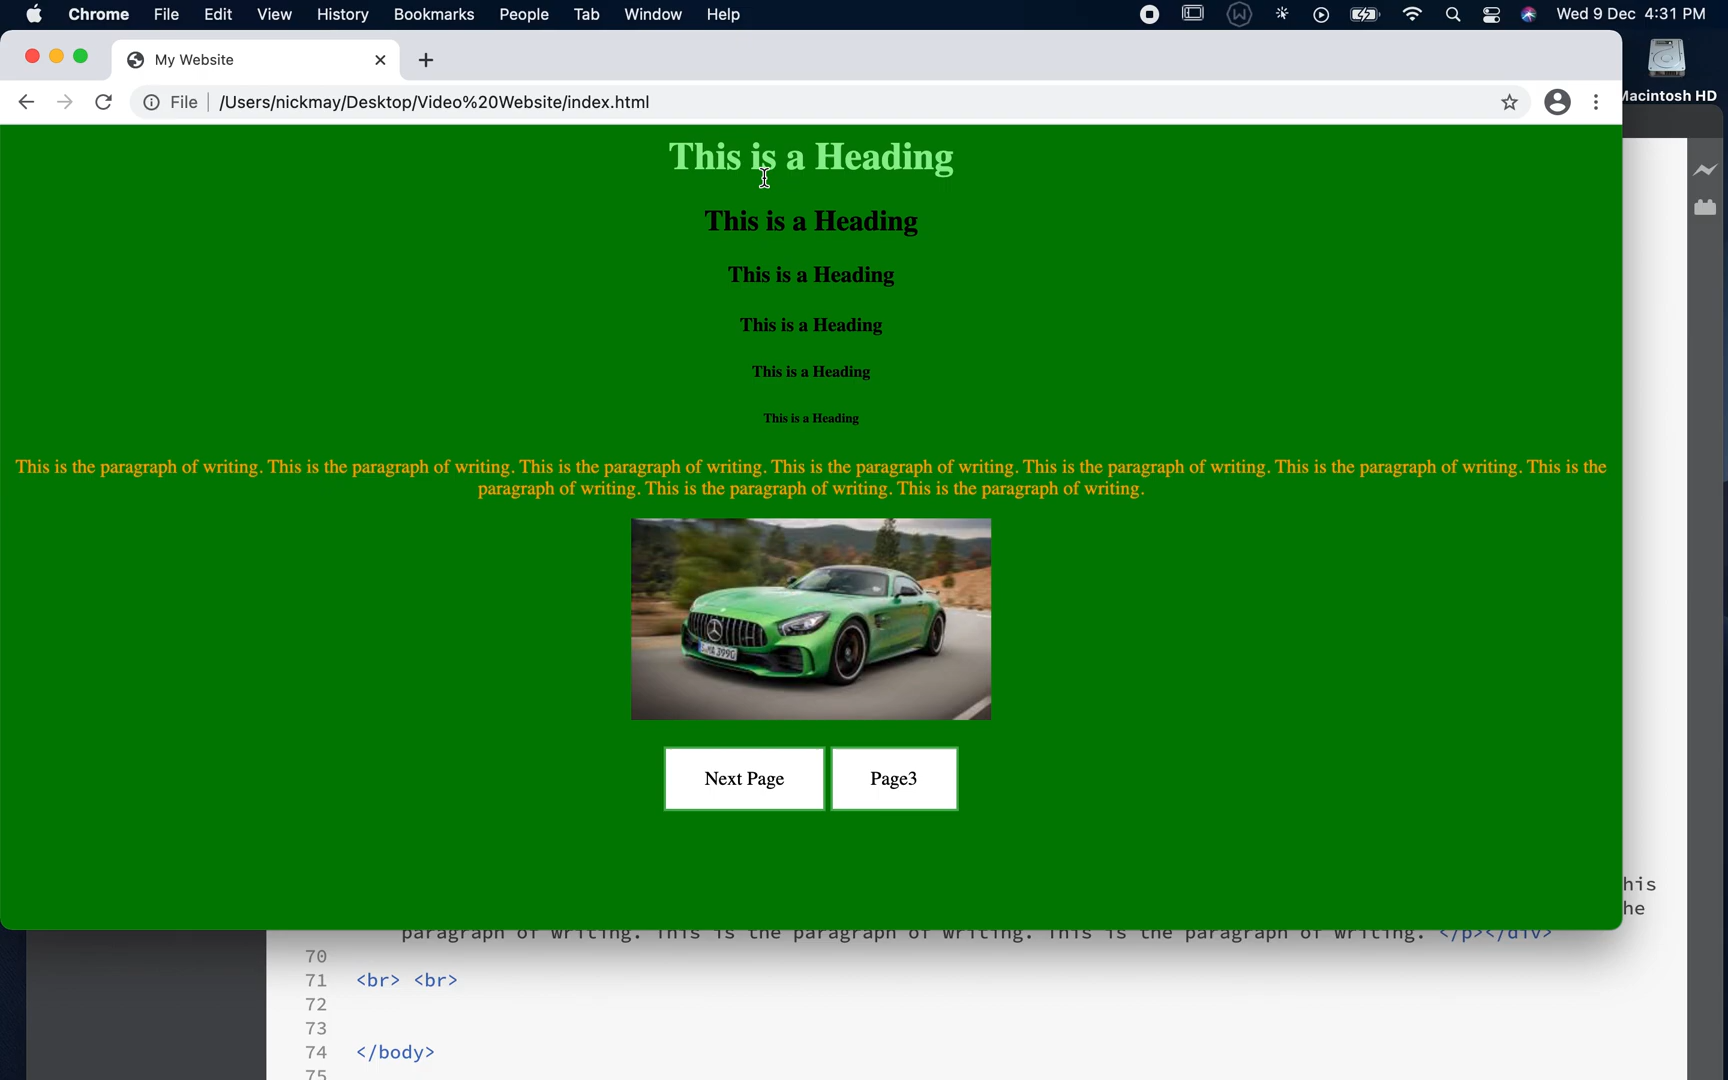 Chrome File Edit View History Bookmarks People Tab Window Help Wed 9 Dec 4:31 PM
My Website
File /Users/nickmay/Desktop/Video%20Website/index.html
Macintosh HD
This is a Heading
This is a Heading
This is a Heading
This is a Heading
This is a Heading
This is a Heading
This is the paragraph of writing. This is the paragraph of writing. This is the paragraph of writing. This is the paragraph of writing. This is the paragraph of writing. This is the paragraph of writing. This is the
paragraph of writing. This is the paragraph of writing. This is the paragraph of writing.
Next Page Page3
his
he
paragraph of writing. This is the paragraph of writing. This is the paragraph of writing. </p></div>
70
71 <br> <br>
72
73
74 </body>
75